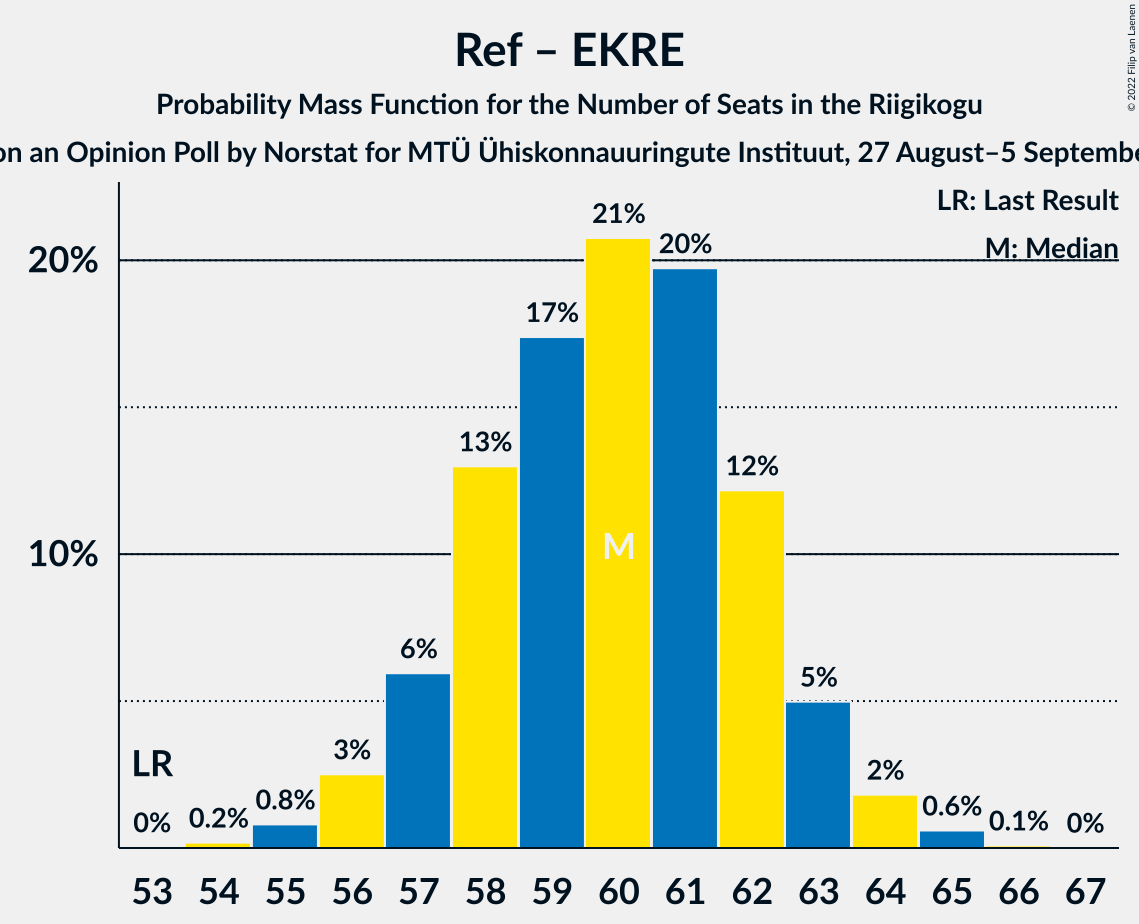 Ref – EKRE
Probability Mass Function for the Number of Seats in the Riigikogu
on an Opinion Poll by Norstat for MTÜ Ühiskonnauuringute Instituut, 27 August–5 Septembe
© 2022 Filip van Laenen
LR: Last Result
M: Median
20%
10%
LR
0%
0.2%
0.8%
3%
6%
13%
17%
21%
20%
12%
5%
2%
0.6%
0.1%
0%
M
53 54 55 56 57 58 59 60 61 62 63 64 65 66 67